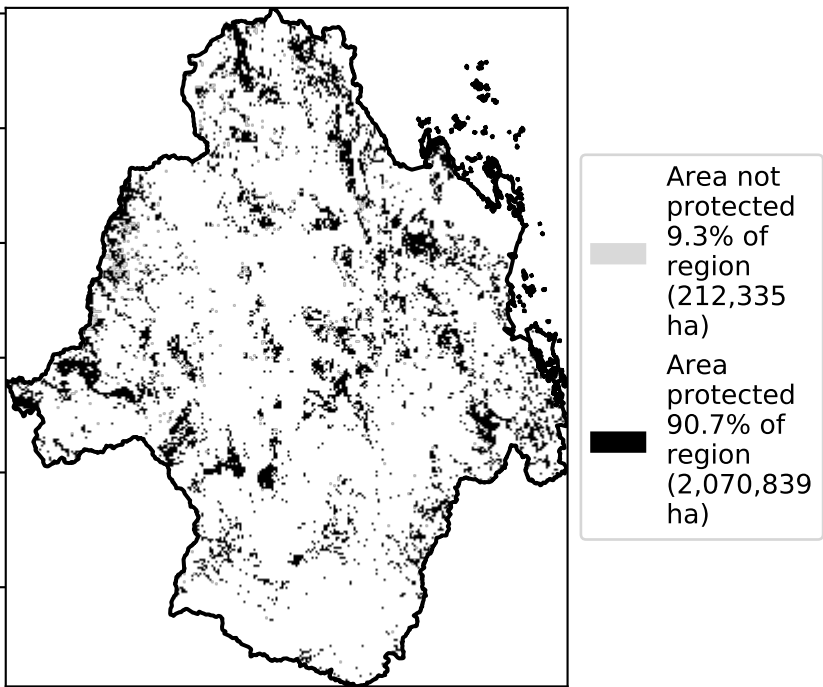 Area not
protected
9.3% of
region
(212,335
ha)
Area
protected
90.7% of
region
(2,070,839
ha)